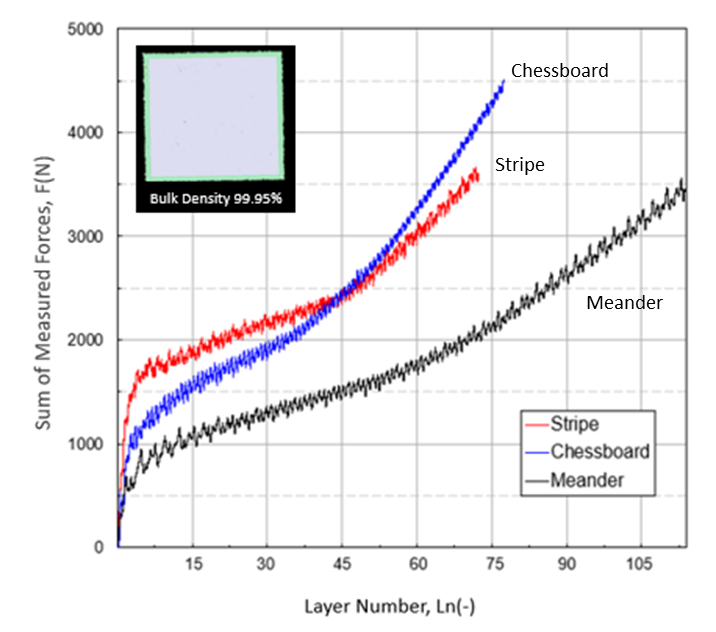 5000
Chessboard
4000
Stripe
Bulk Density 99.95%
Sum of Measured Forces, F(N)
3000
Meander
2000
Stripe
Chessboard
Meander
1000
0
15 30 45 60 75 90 105
Layer Number, Ln(-)